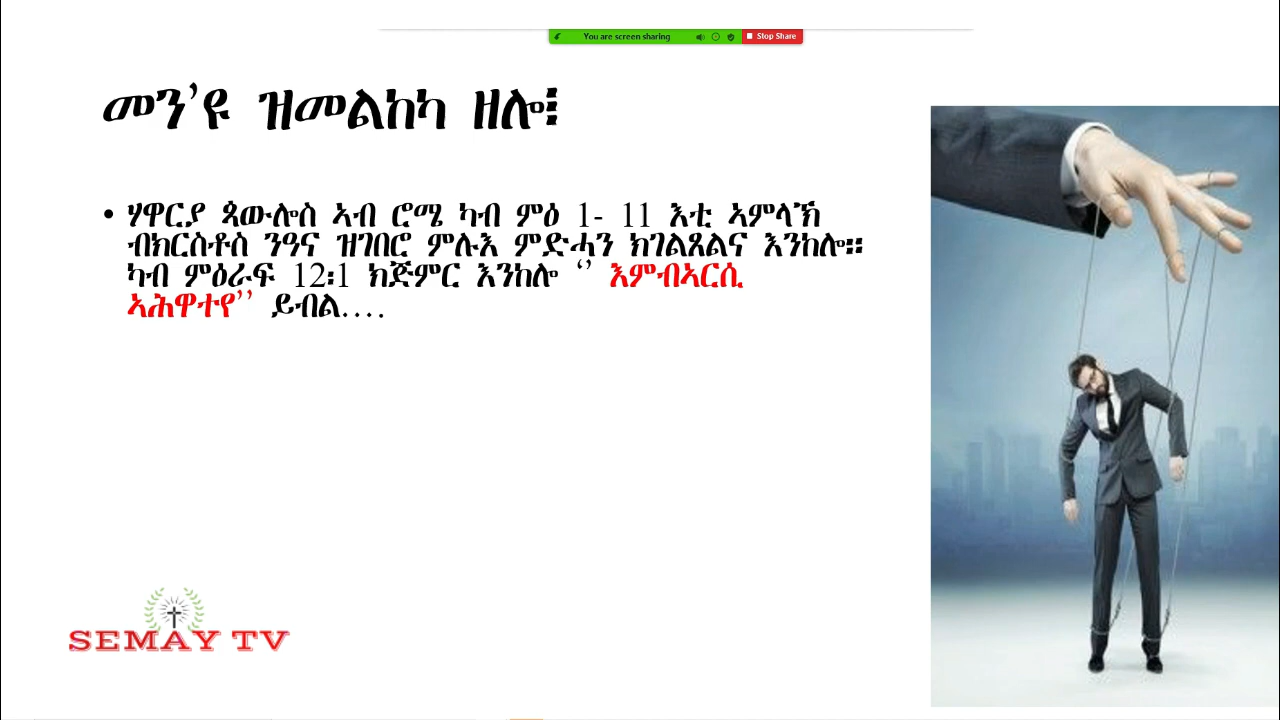 You are screen sharing
Stop Share
መን’ዩ ዝመልከካ ዘሎ፧
• ሃዋርያ ጳውሎስ ኣብ ሮሜ ካብ ምዕ 1- 11 እቲ ኣምላኽ
ብክርስቶስ ንዓና ዝገበሮ ምሉእ ምድሓን ክገልጸልና እንከሎ።
ካብ ምዕራፍ 12፡1 ክጅምር እንከሎ ‘’ እምብኣርሲ
ኣሕዋተየ’’ ይብል....
SEMAY TV